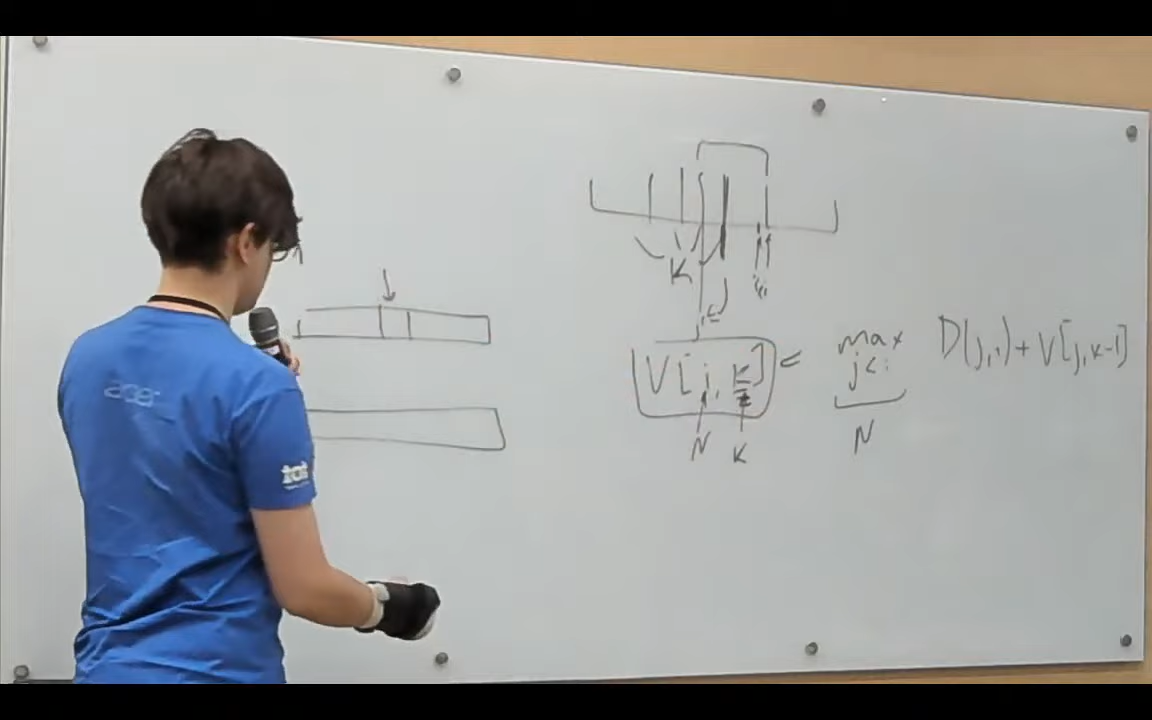 K
V[i, K] = max D(j,i) + V[j, K-1]
j<i
N K N
acer